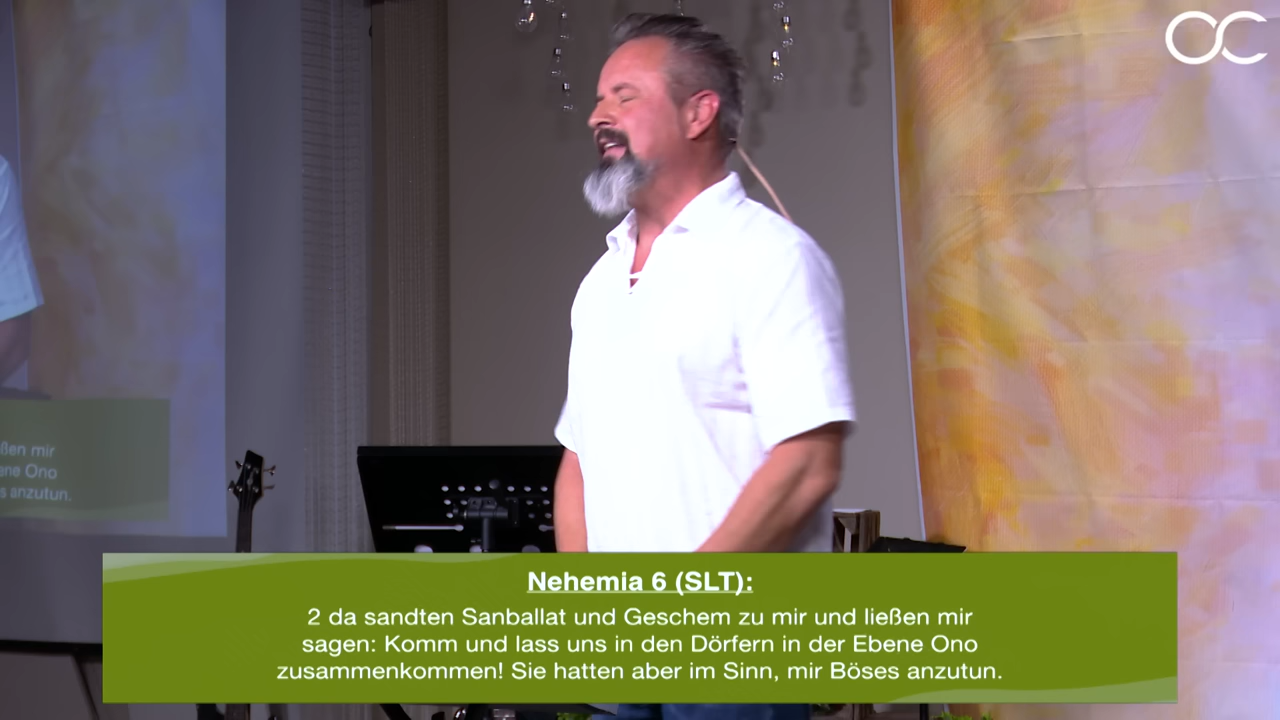 OC
ßen mir
ene Ono
s anzutun.
Nehemia 6 (SLT):
2 da sandten Sanballat und Geschem zu mir und ließen mir
sagen: Komm und lass uns in den Dörfern in der Ebene Ono
zusammenkommen! Sie hatten aber im Sinn, mir Böses anzutun.